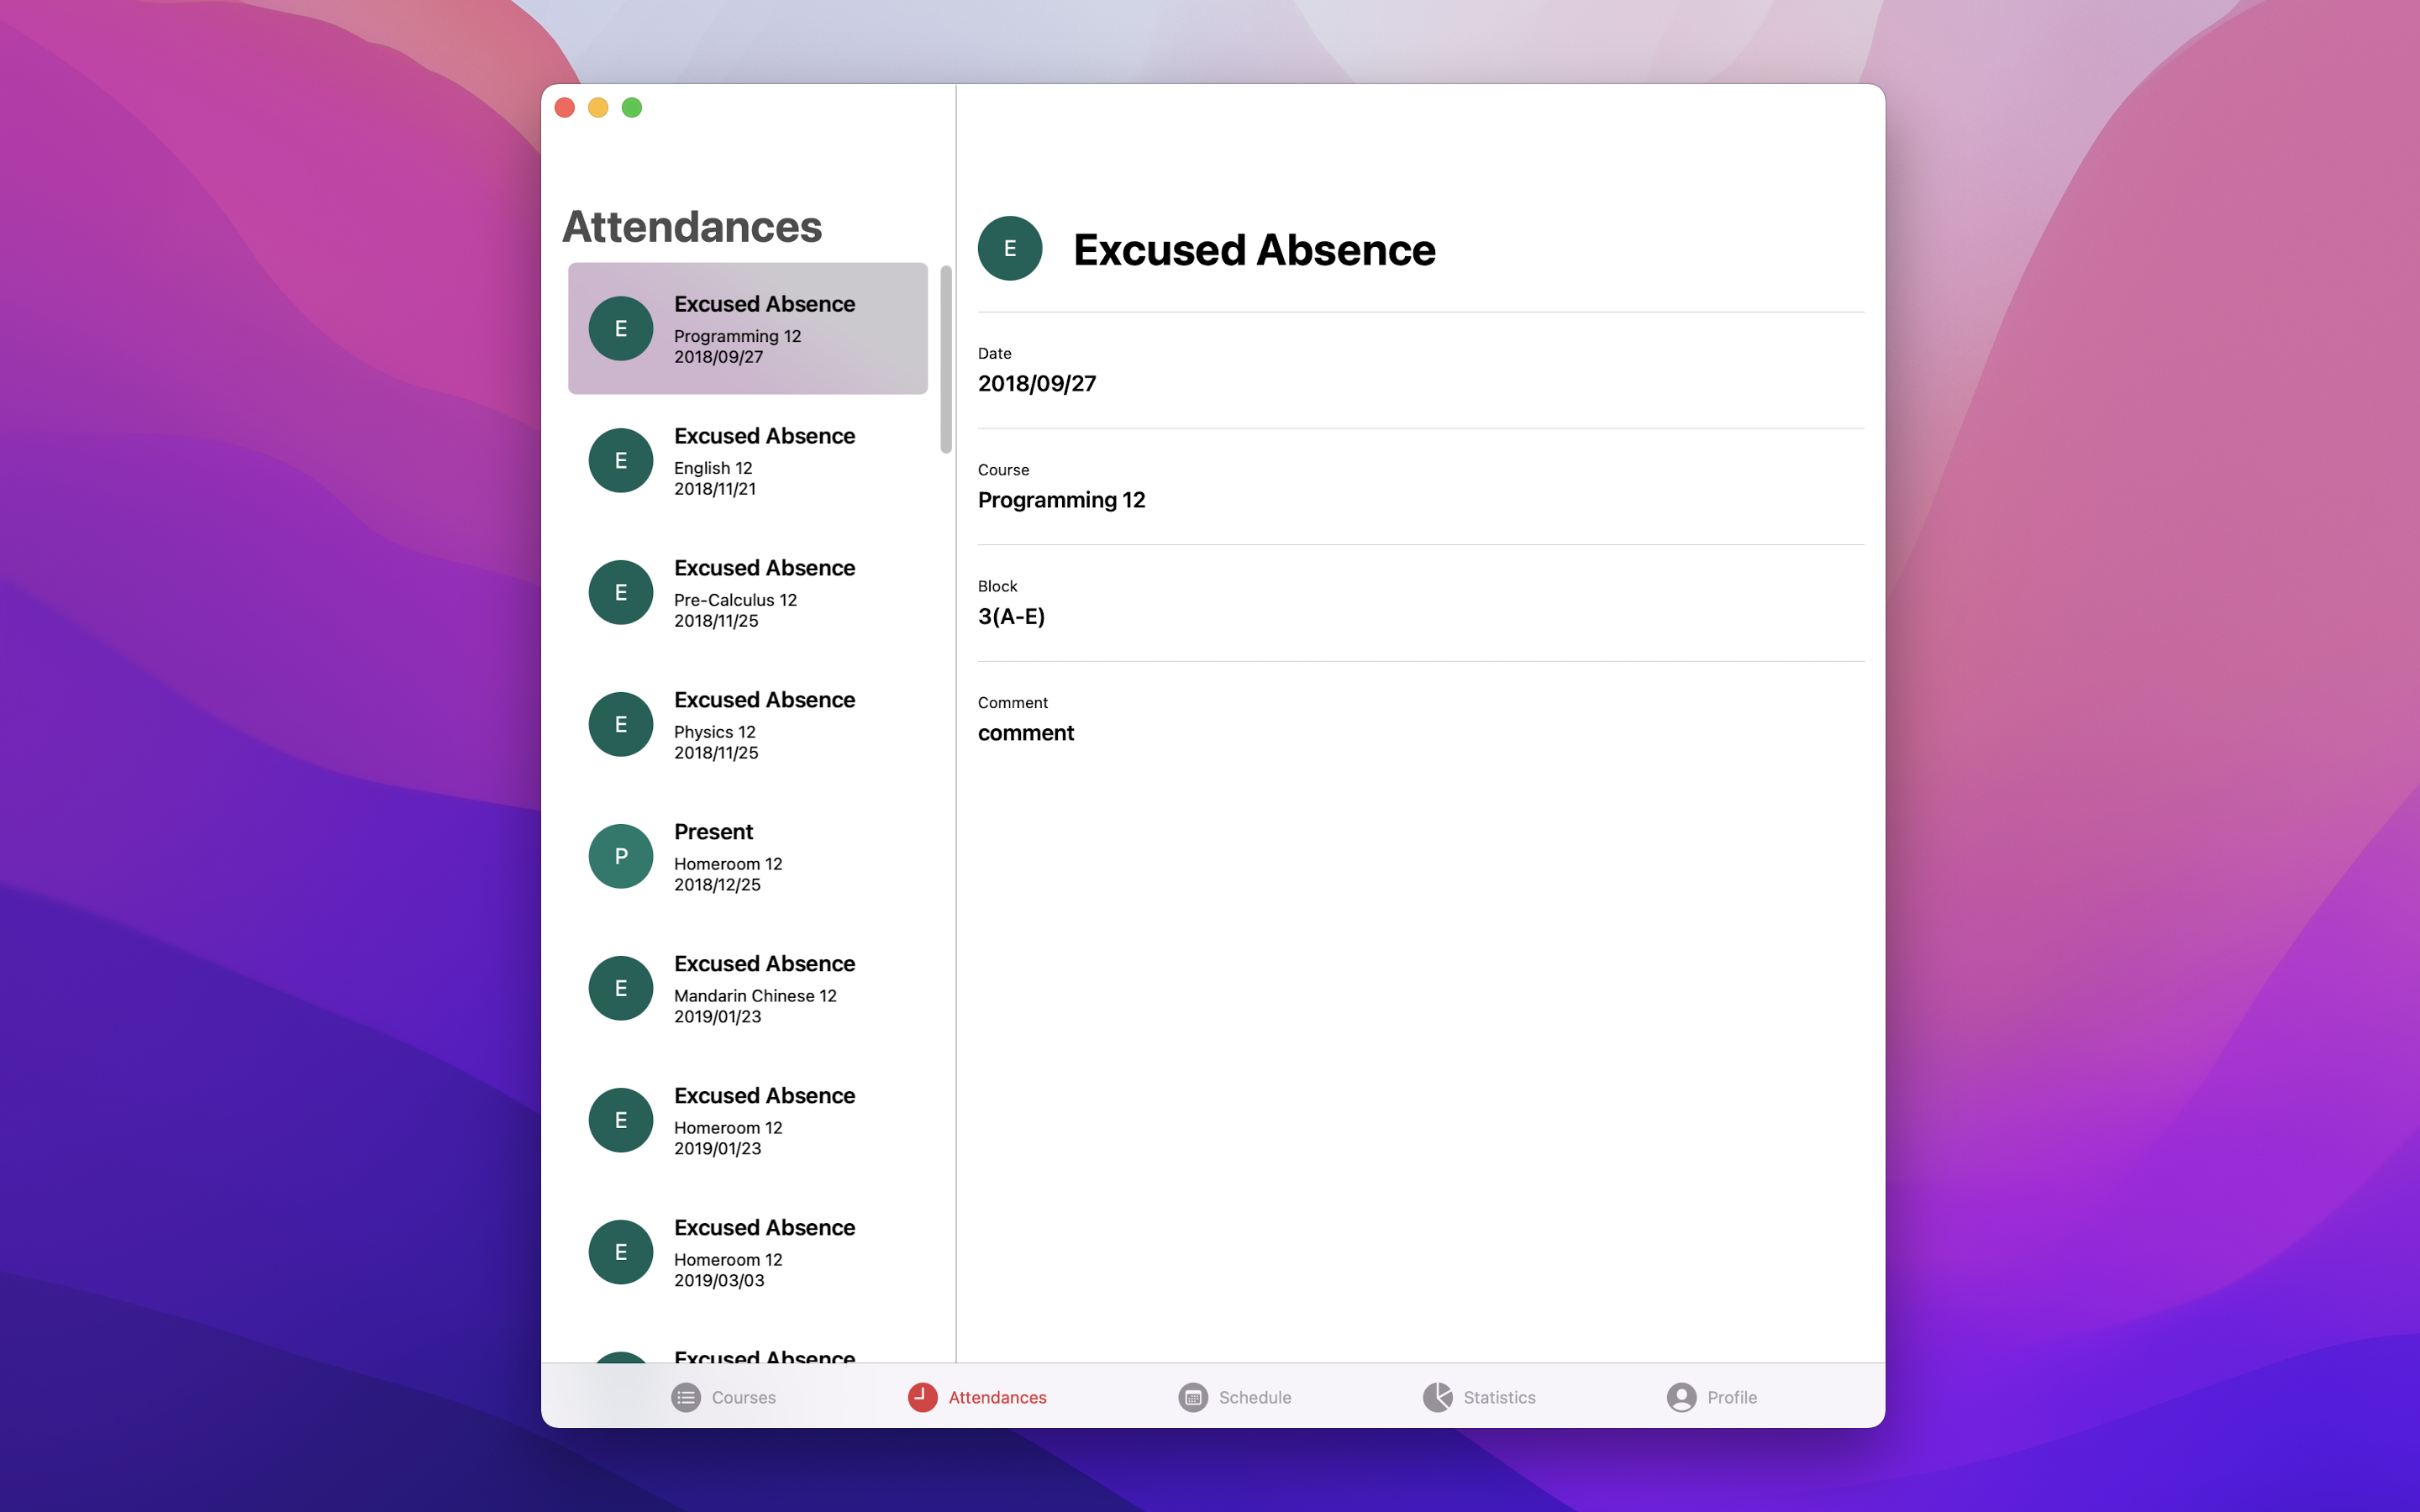 Attendances
E
Excused Absence
Programming 12
2018/09/27
E
Excused Absence
English 12
2018/11/21
E
Excused Absence
Pre-Calculus 12
2018/11/25
E
Excused Absence
Physics 12
2018/11/25
P
Present
Homeroom 12
2018/12/25
E
Excused Absence
Mandarin Chinese 12
2019/01/23
E
Excused Absence
Homeroom 12
2019/01/23
E
Excused Absence
Homeroom 12
2019/03/03
Excused Absence
E
Excused Absence
Date
2018/09/27
Course
Programming 12
Block
3(A-E)
Comment
comment
Courses
Attendances
Schedule
Statistics
Profile